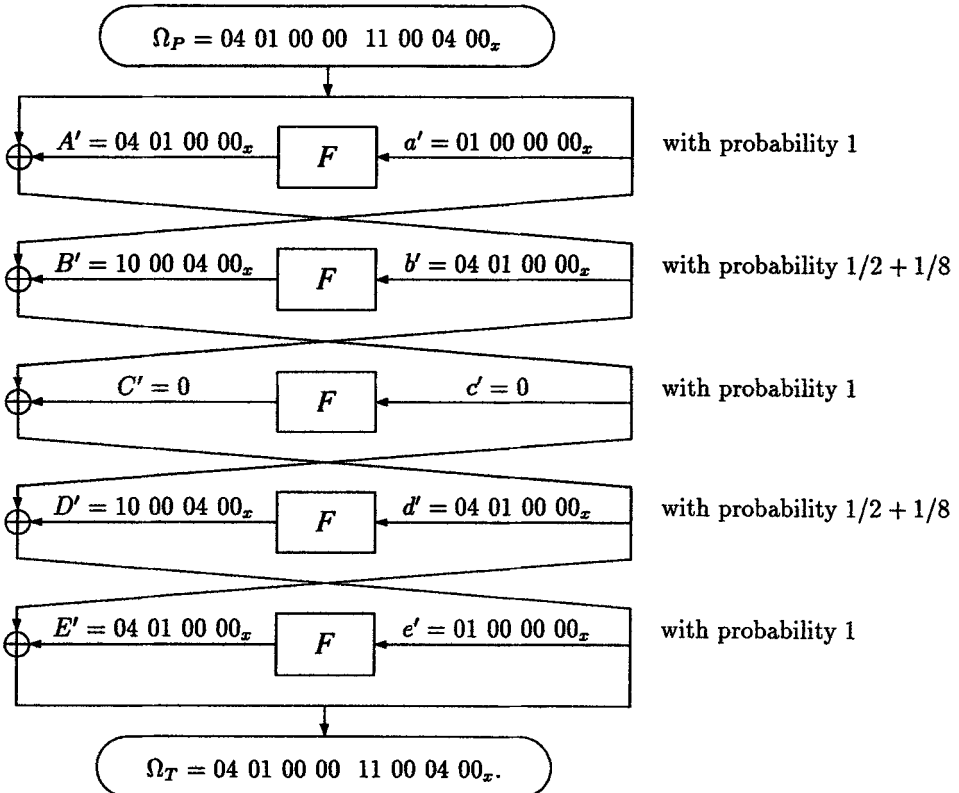 Ω_P = 04 01 00 00 11 00 04 00_x
A' = 04 01 00 00_x F a' = 01 00 00 00_x with probability 1
B' = 10 00 04 00_x F b' = 04 01 00 00_x with probability 1/2 + 1/8
C' = 0 F c' = 0 with probability 1
D' = 10 00 04 00_x F d' = 04 01 00 00_x with probability 1/2 + 1/8
E' = 04 01 00 00_x F e' = 01 00 00 00_x with probability 1
Ω_T = 04 01 00 00 11 00 04 00_x.